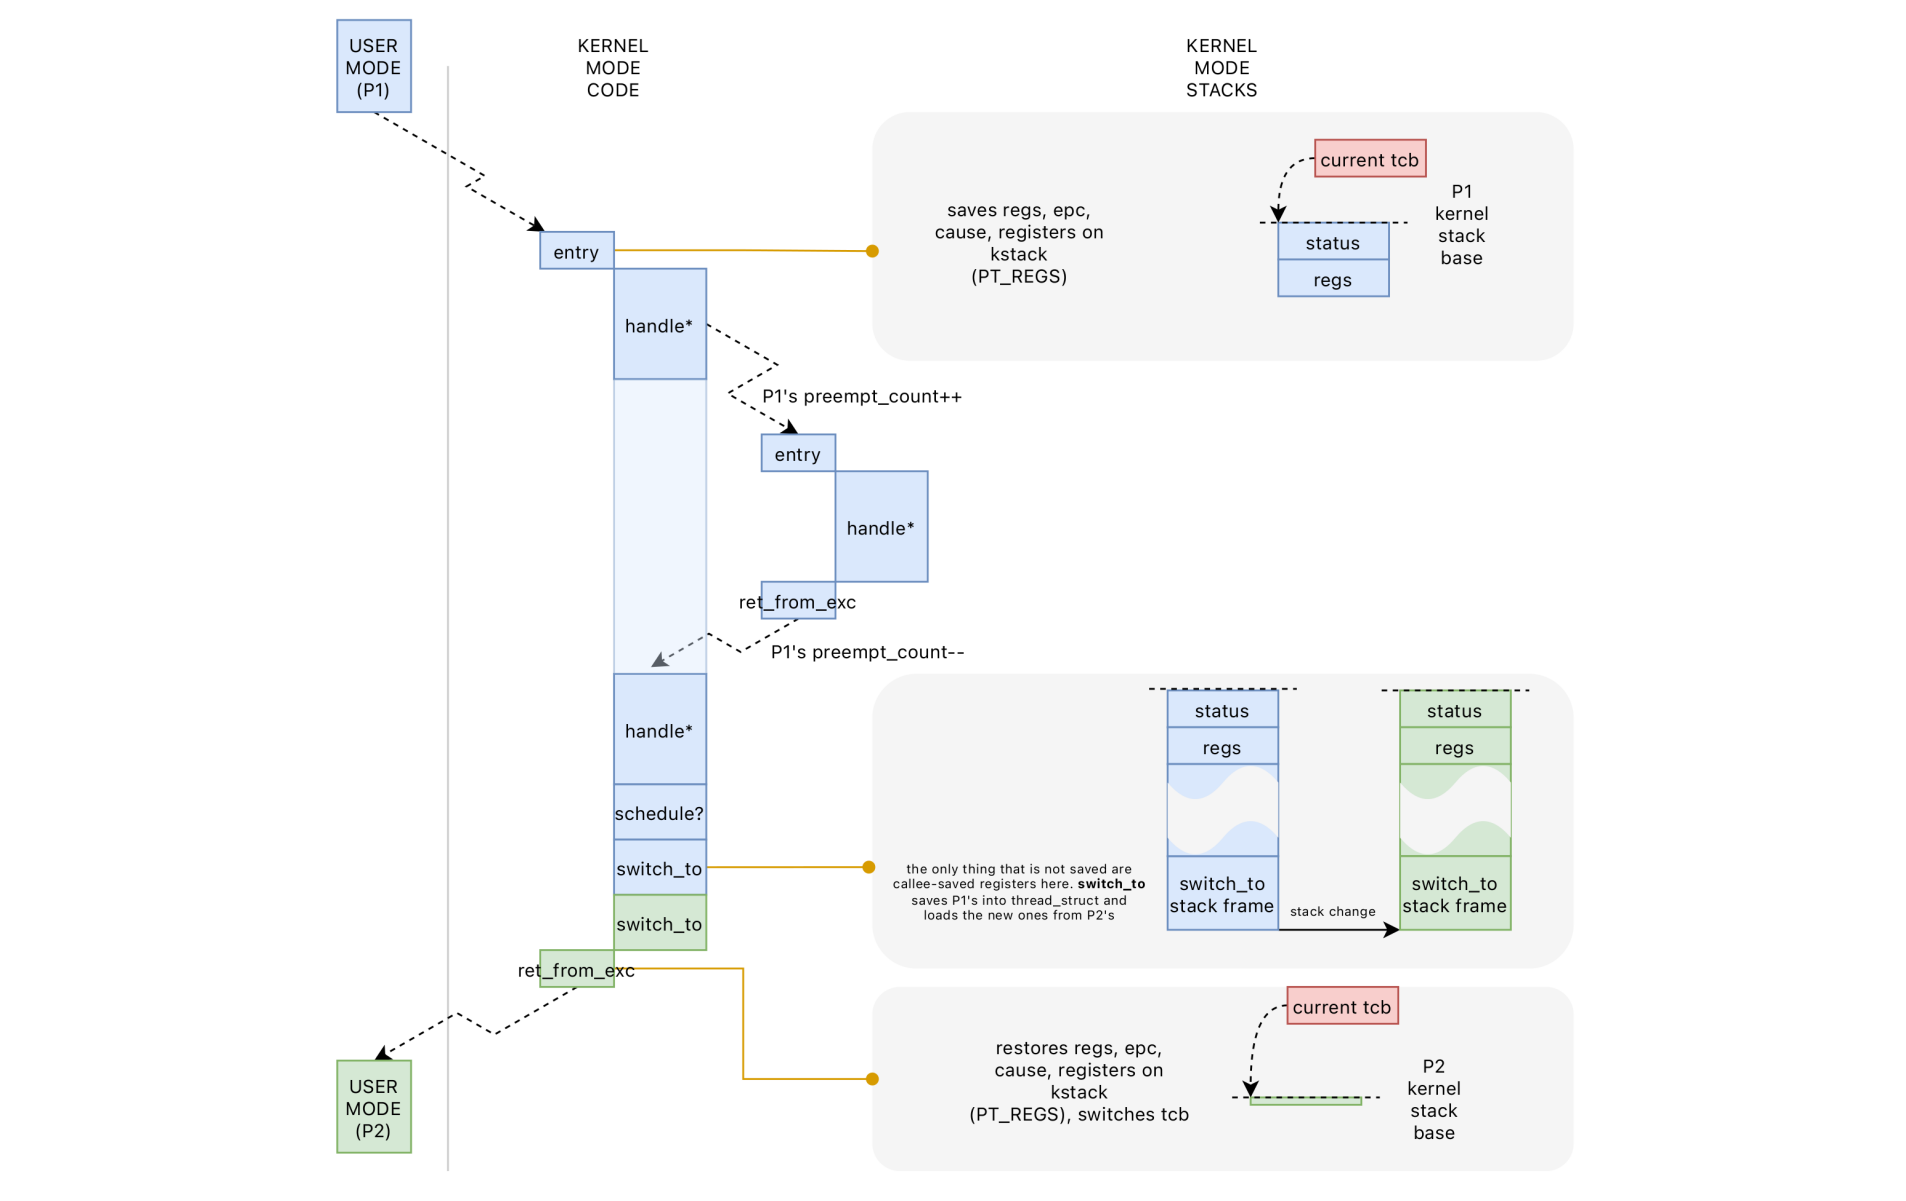 USER
MODE
(P1)
KERNEL
MODE
CODE
KERNEL
MODE
STACKS
current tcb
P1
kernel
stack
base
saves regs, epc,
cause, registers on
kstack
(PT_REGS)
status
regs
entry
handle*
P1's preempt_count++
entry
handle*
ret_from_exc
P1's preempt_count--
handle*
schedule?
switch_to
switch_to
ret_from_exc
status
regs
status
regs
the only thing that is not saved are
callee-saved registers here. switch_to
saves P1's into thread_struct and
loads the new ones from P2's
switch_to
stack frame
stack change
switch_to
stack frame
current tcb
restores regs, epc,
cause, registers on
kstack
(PT_REGS), switches tcb
P2
kernel
stack
base
USER
MODE
(P2)